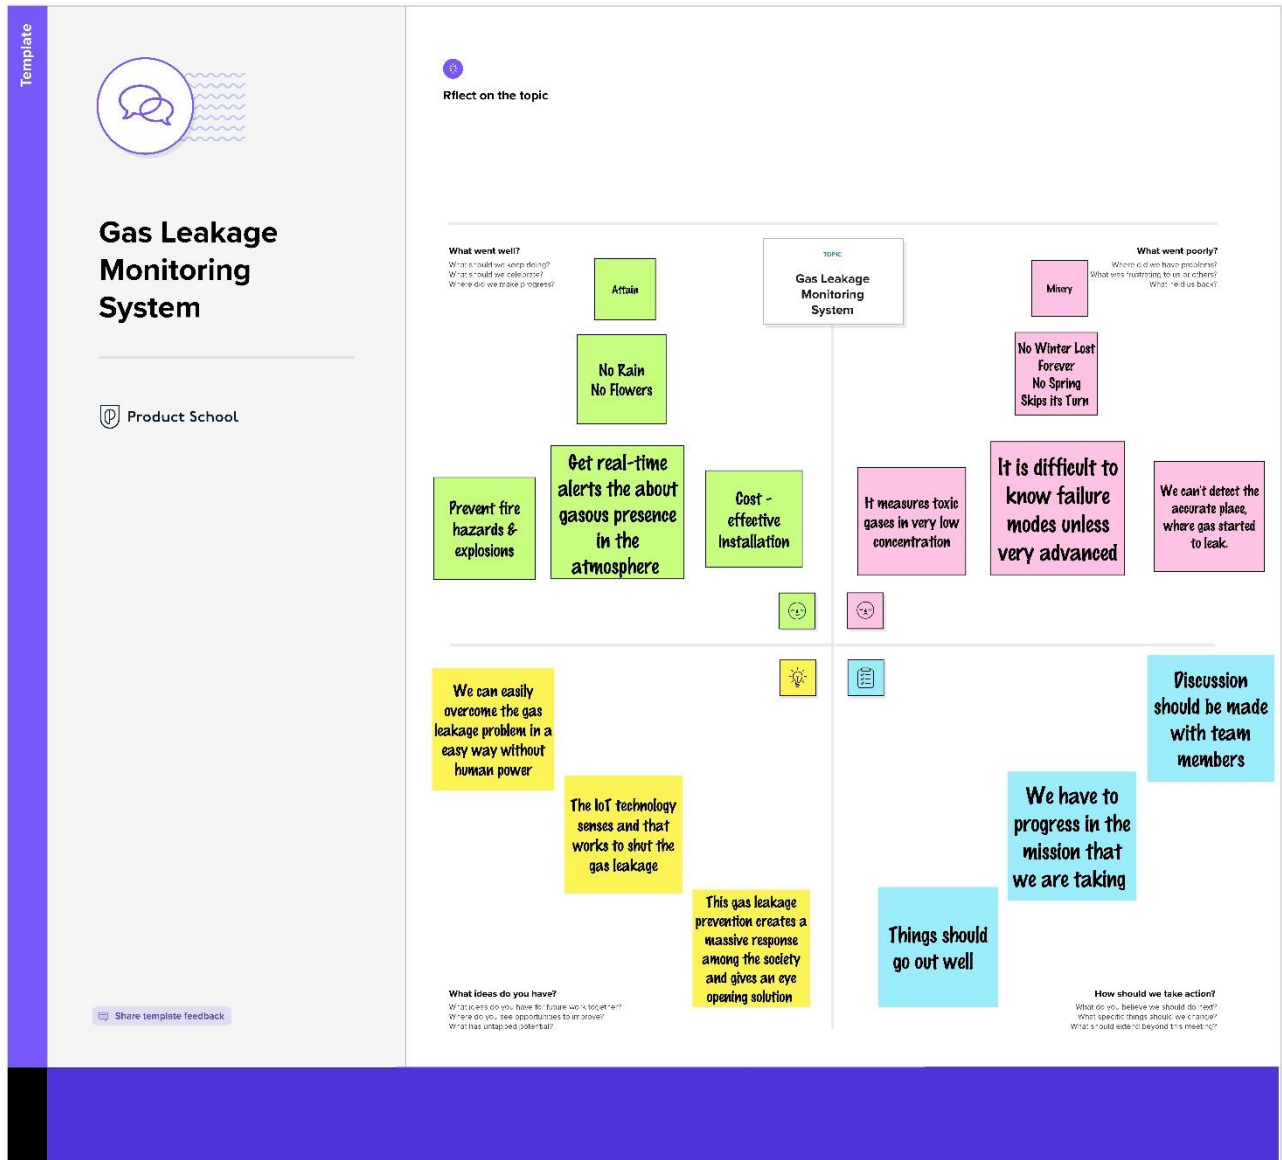 Template
Gas Leakage
Monitoring
System
Product School
Share template feedback
Rflect on the topic
What went well?
What should we keep doing?
What should we celebrate?
Where did we make progress?
Attain
No Rain
No Flowers
Prevent fire
hazards &
explosions
Get real-time
alerts the about
gasous presence
in the
atmosphere
Cost -
effective
Installation
TOPIC
Gas Leakage
Monitoring
System
What went poorly?
Where did we have problems?
What was frustrating to us or others?
What held us back?
Misery
No Winter Lost
Forever
No Spring
Skips its Turn
It measures toxic
gases in very low
concentration
It is difficult to
know failure
modes unless
very advanced
We can't detect the
accurate place,
where gas started
to leak.
We can easily
overcome the gas
leakage problem in a
easy way without
human power
The IoT technology
senses and that
works to shut the
gas leakage
This gas leakage
prevention creates a
massive response
among the society
and gives an eye
opening solution
What ideas do you have?
What ideas do you have for future work together?
Where do you see opportunities to improve?
What has untapped potential?
Discussion
should be made
with team
members
We have to
progress in the
mission that
we are taking
Things should
go out well
How should we take action?
What do you believe we should do next?
What specific things should we change?
What should extend beyond this meeting?